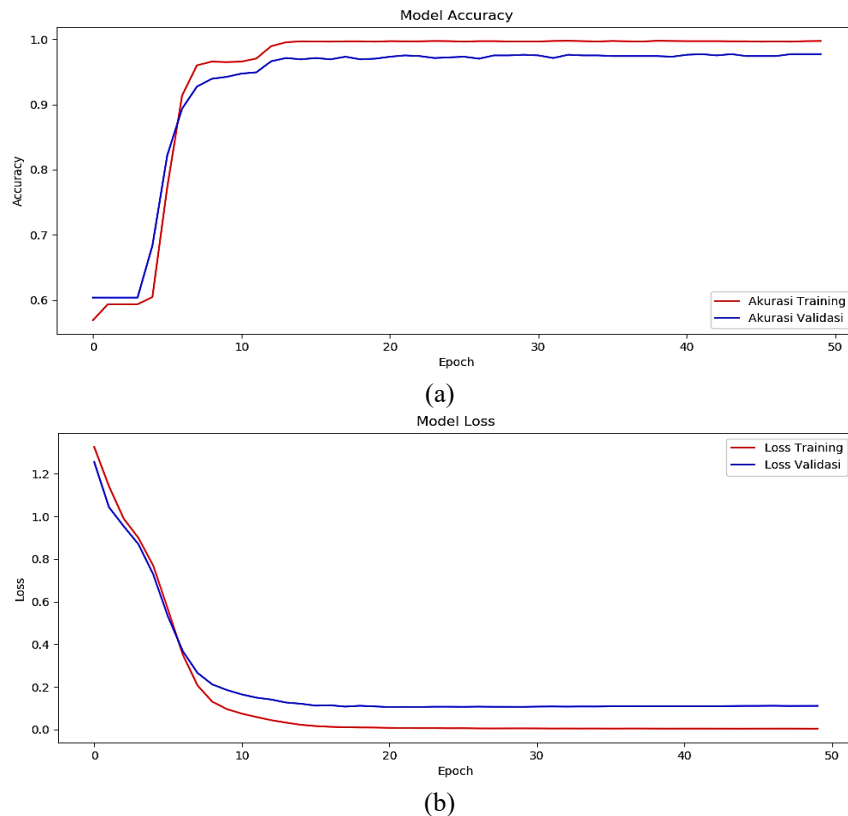 Model Accuracy
1.0
0.9
0.8
0.7
0.6
Accuracy
Akurasi Training
Akurasi Validasi
0 10 20 30 40 50
Epoch
(a)
Model Loss
1.2
1.0
0.8
0.6
0.4
0.2
0.0
Loss
Loss Training
Loss Validasi
0 10 20 30 40 50
Epoch
(b)